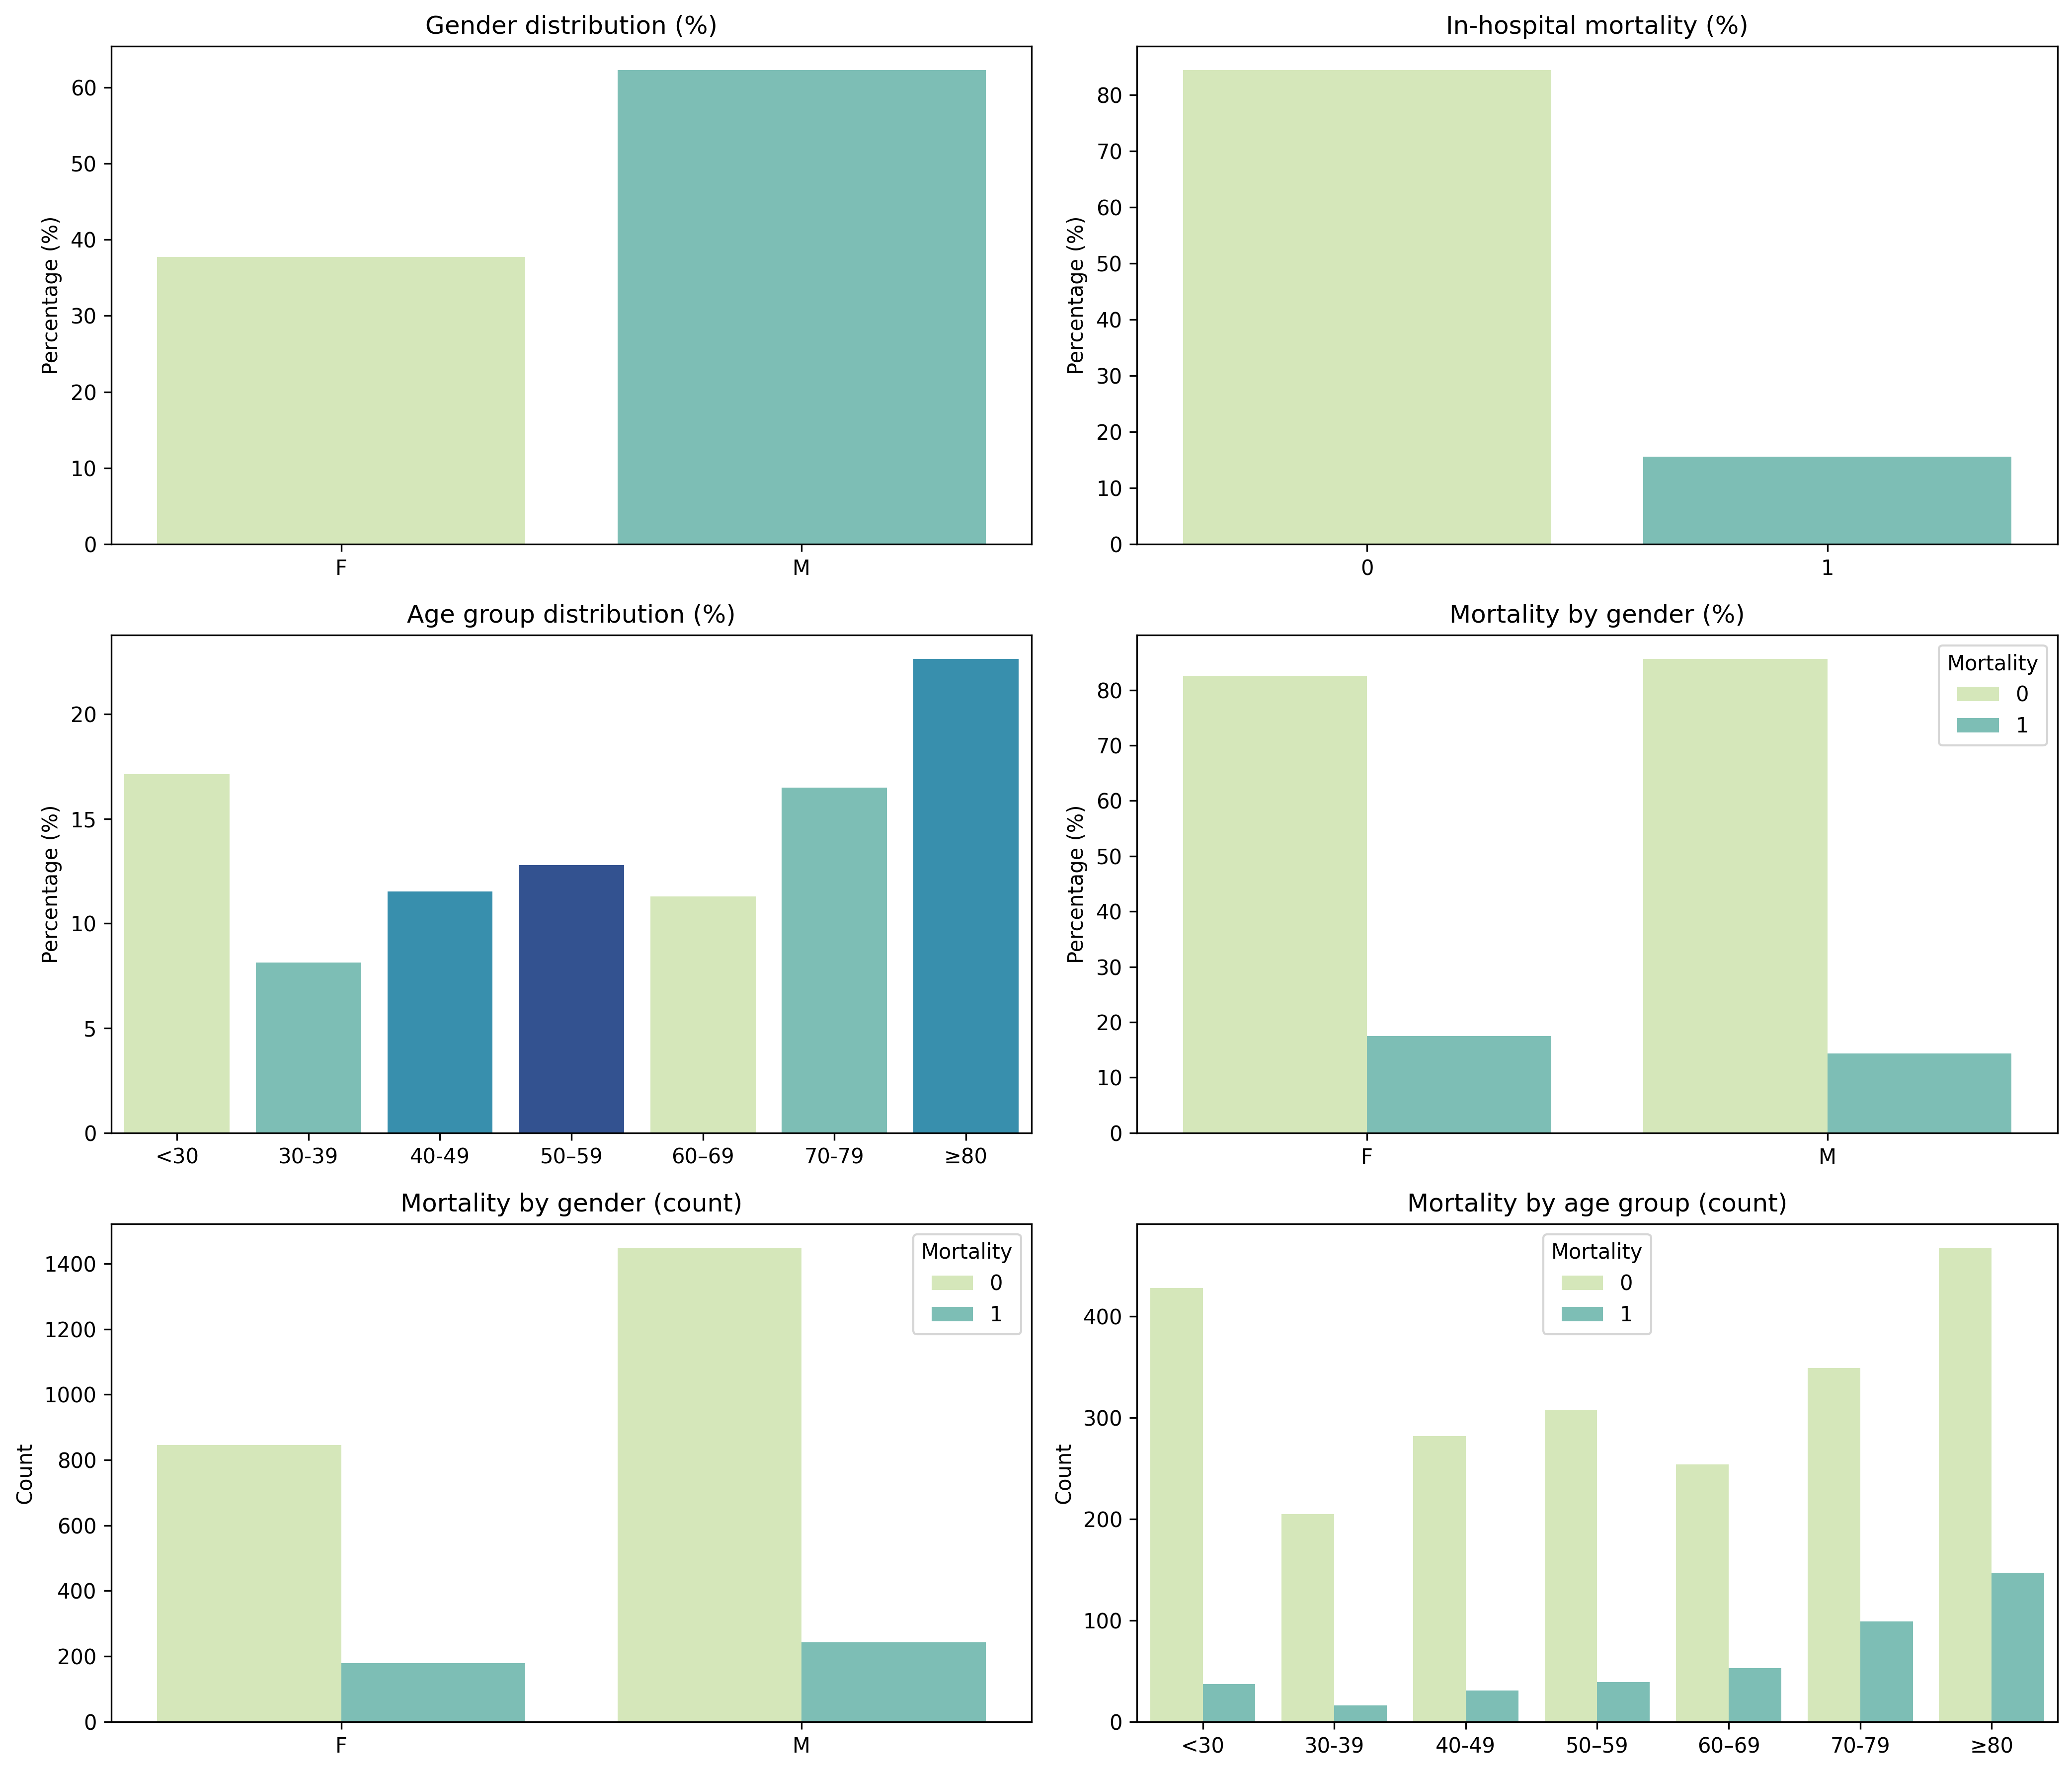 Gender distribution (%)
Percentage (%)
60
50
40
30
20
10
0
F M
In-hospital mortality (%)
Percentage (%)
80
70
60
50
40
30
20
10
0
0 1
Age group distribution (%)
Percentage (%)
20
15
10
5
0
<30 30-39 40-49 50–59 60–69 70-79 ≥80
Mortality by gender (%)
Percentage (%)
80
70
60
50
40
30
20
10
0
F M
Mortality
0
1
Mortality by gender (count)
Count
1400
1200
1000
800
600
400
200
0
F M
Mortality
0
1
Mortality by age group (count)
Count
400
300
200
100
0
<30 30-39 40-49 50–59 60–69 70-79 ≥80
Mortality
0
1